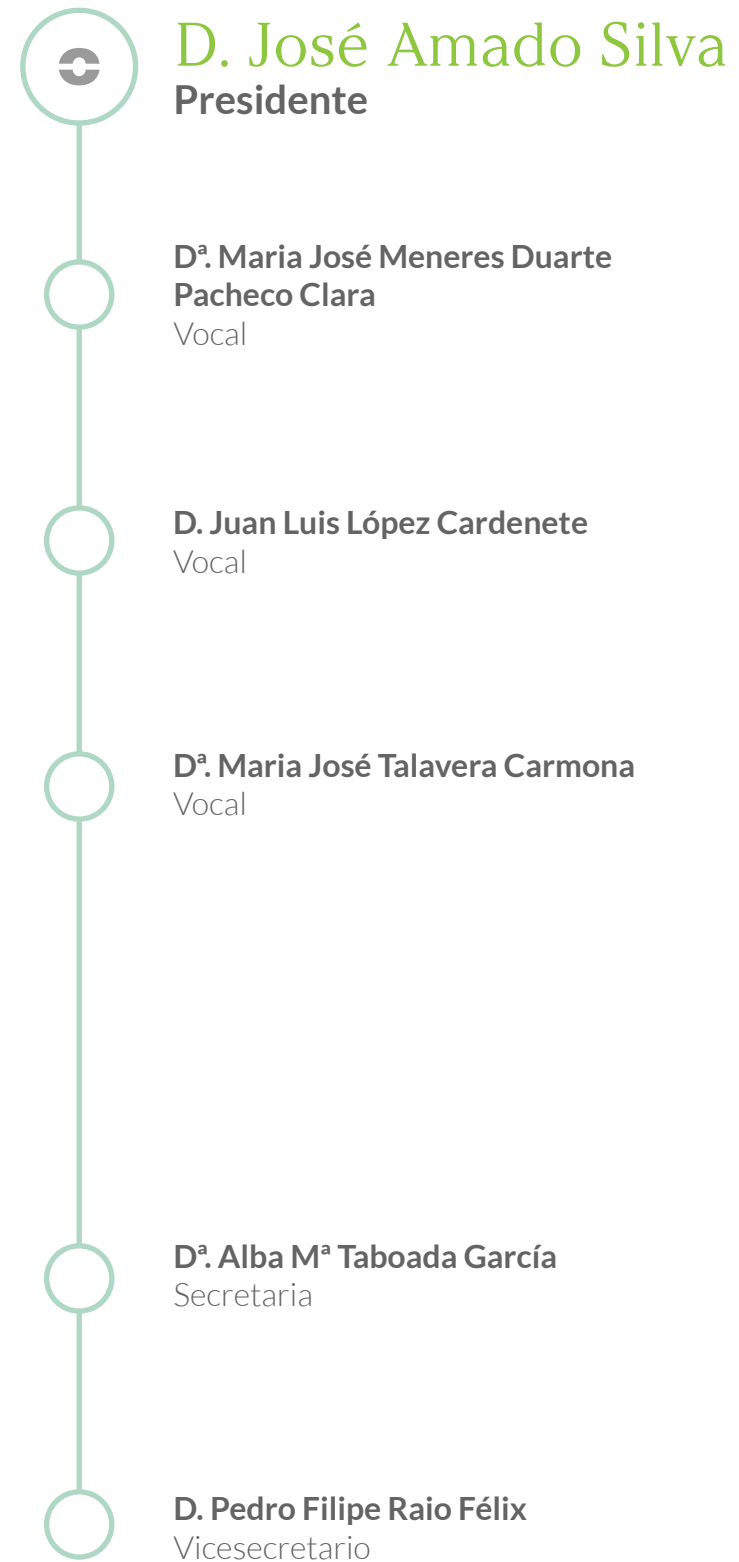 D. José Amado Silva
Presidente
Dª. Maria José Meneres Duarte
Pacheco Clara
Vocal
D. Juan Luis López Cardenete
Vocal
Dª. Maria José Talavera Carmona
Vocal
Dª. Alba Mª Taboada García
Secretaria
D. Pedro Filipe Raio Félix
Vicesecretario